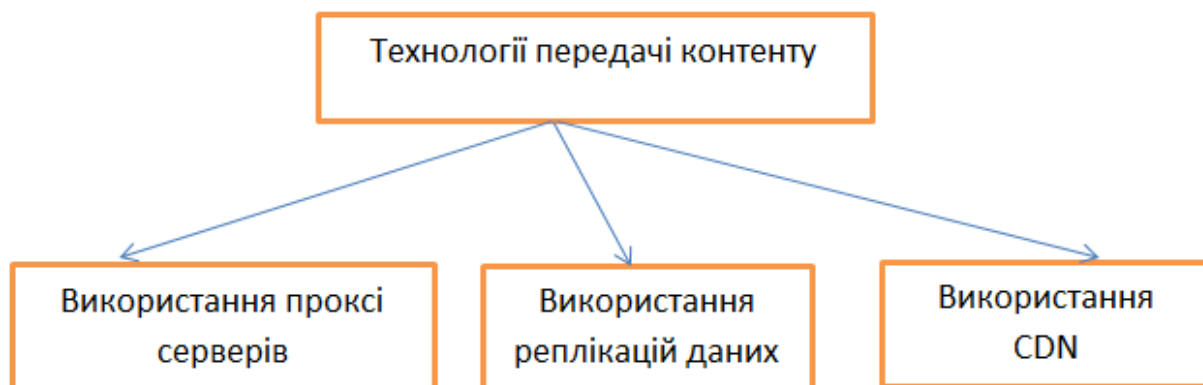 Технології передачі контенту
Використання проксі
серверів
Використання
реплікацій даних
Використання
CDN